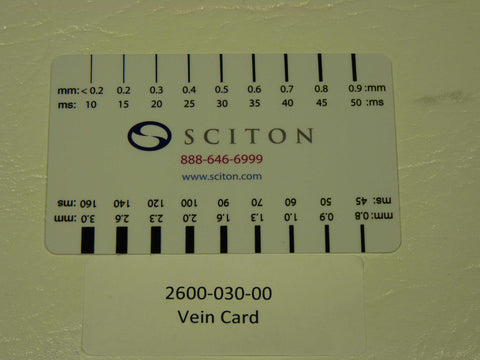 mm: < 0.2 0.2 0.3 0.4 0.5 0.6 0.7 0.8 0.9 :mm
ms: 10 15 20 25 30 35 40 45 50 :ms
SCITON
888-646-6999
www.sciton.com
45 :ms 50 60 70 90 100 120 140 160 ms:
0.8 :mm 0.9 1.0 1.3 1.6 2.0 2.3 2.6 3.0 mm:
2600-030-00
Vein Card